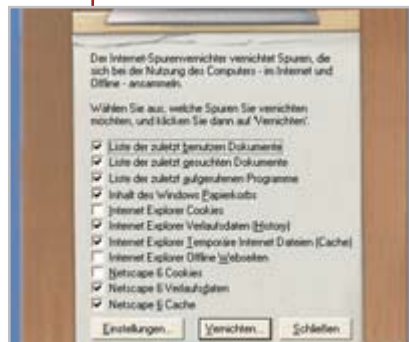 Der Internet-Spurenvernichter vernichtet Spuren, die
sich bei der Nutzung des Computers - im Internet und
Offline - ansammeln.
Wählen Sie aus, welche Spuren Sie vernichten
möchten, und klicken Sie dann auf 'Vernichten'.
Liste der zuletzt benutzen Dokumente
Liste der zuletzt gesuchten Dokumente
Liste der zuletzt aufgerufenen Programme
Inhalt des Windows Papierkorbs
Internet Explorer Cookies
Internet Explorer Verlaufsdaten (History)
Internet Explorer Temporäre Internet Dateien (Cache)
Internet Explorer Offline Webseiten
Netscape 6 Cookies
Netscape 6 Verlaufsdaten
Netscape 6 Cache
Einstellungen... Vernichten... Schließen